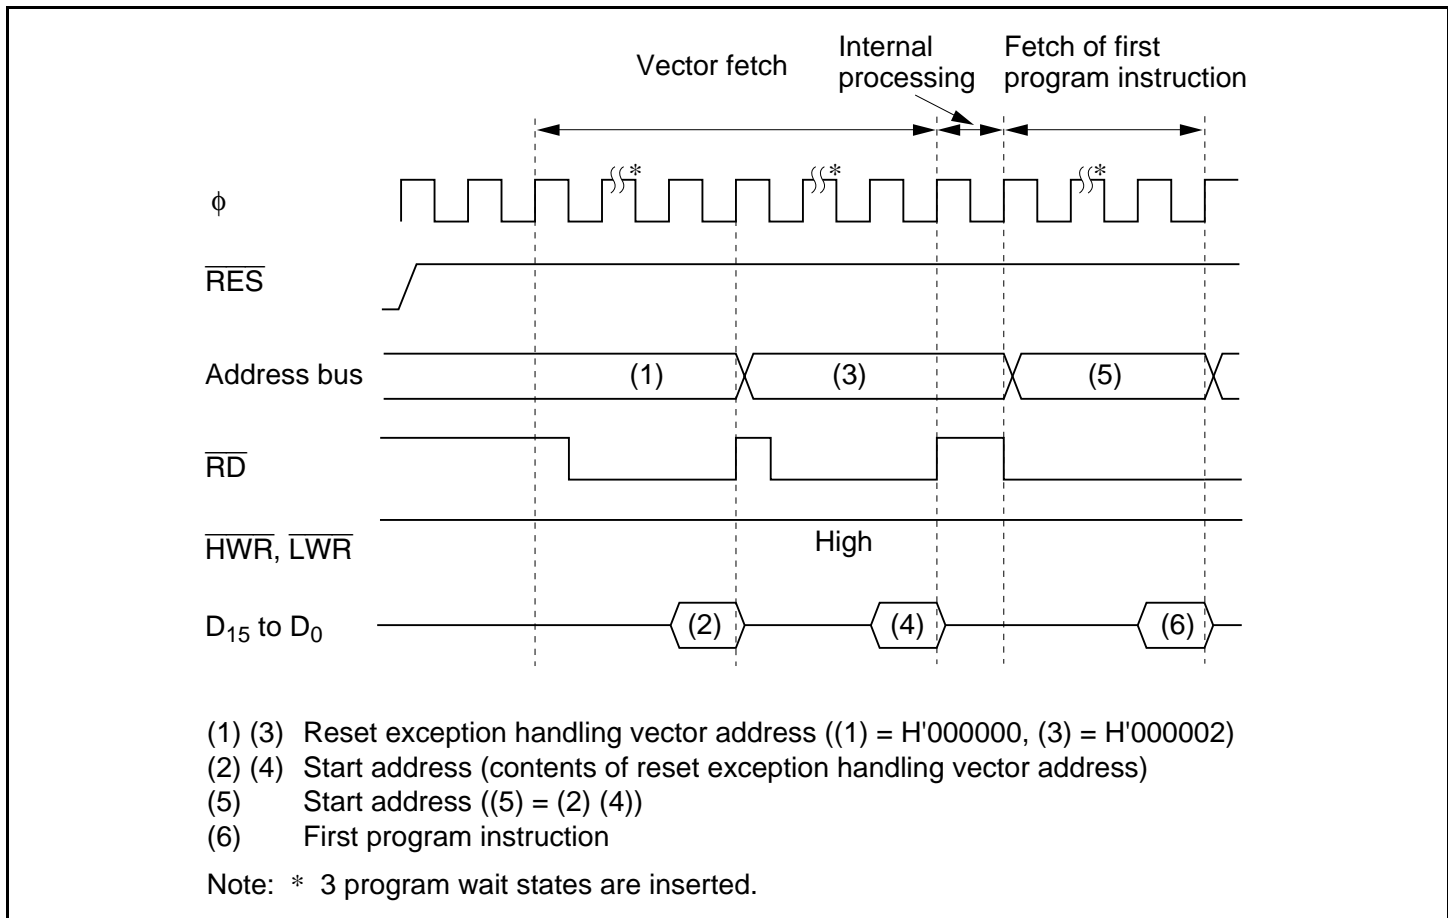 Vector fetch
Internal
processing
Fetch of first
program instruction
ϕ
*
*
*
RES
Address bus
(1)
(3)
(5)
RD
HWR, LWR
High
D15 to D0
(2)
(4)
(6)
(1) (3) Reset exception handling vector address ((1) = H'000000, (3) = H'000002)
(2) (4) Start address (contents of reset exception handling vector address)
(5) Start address ((5) = (2) (4))
(6) First program instruction
Note: * 3 program wait states are inserted.